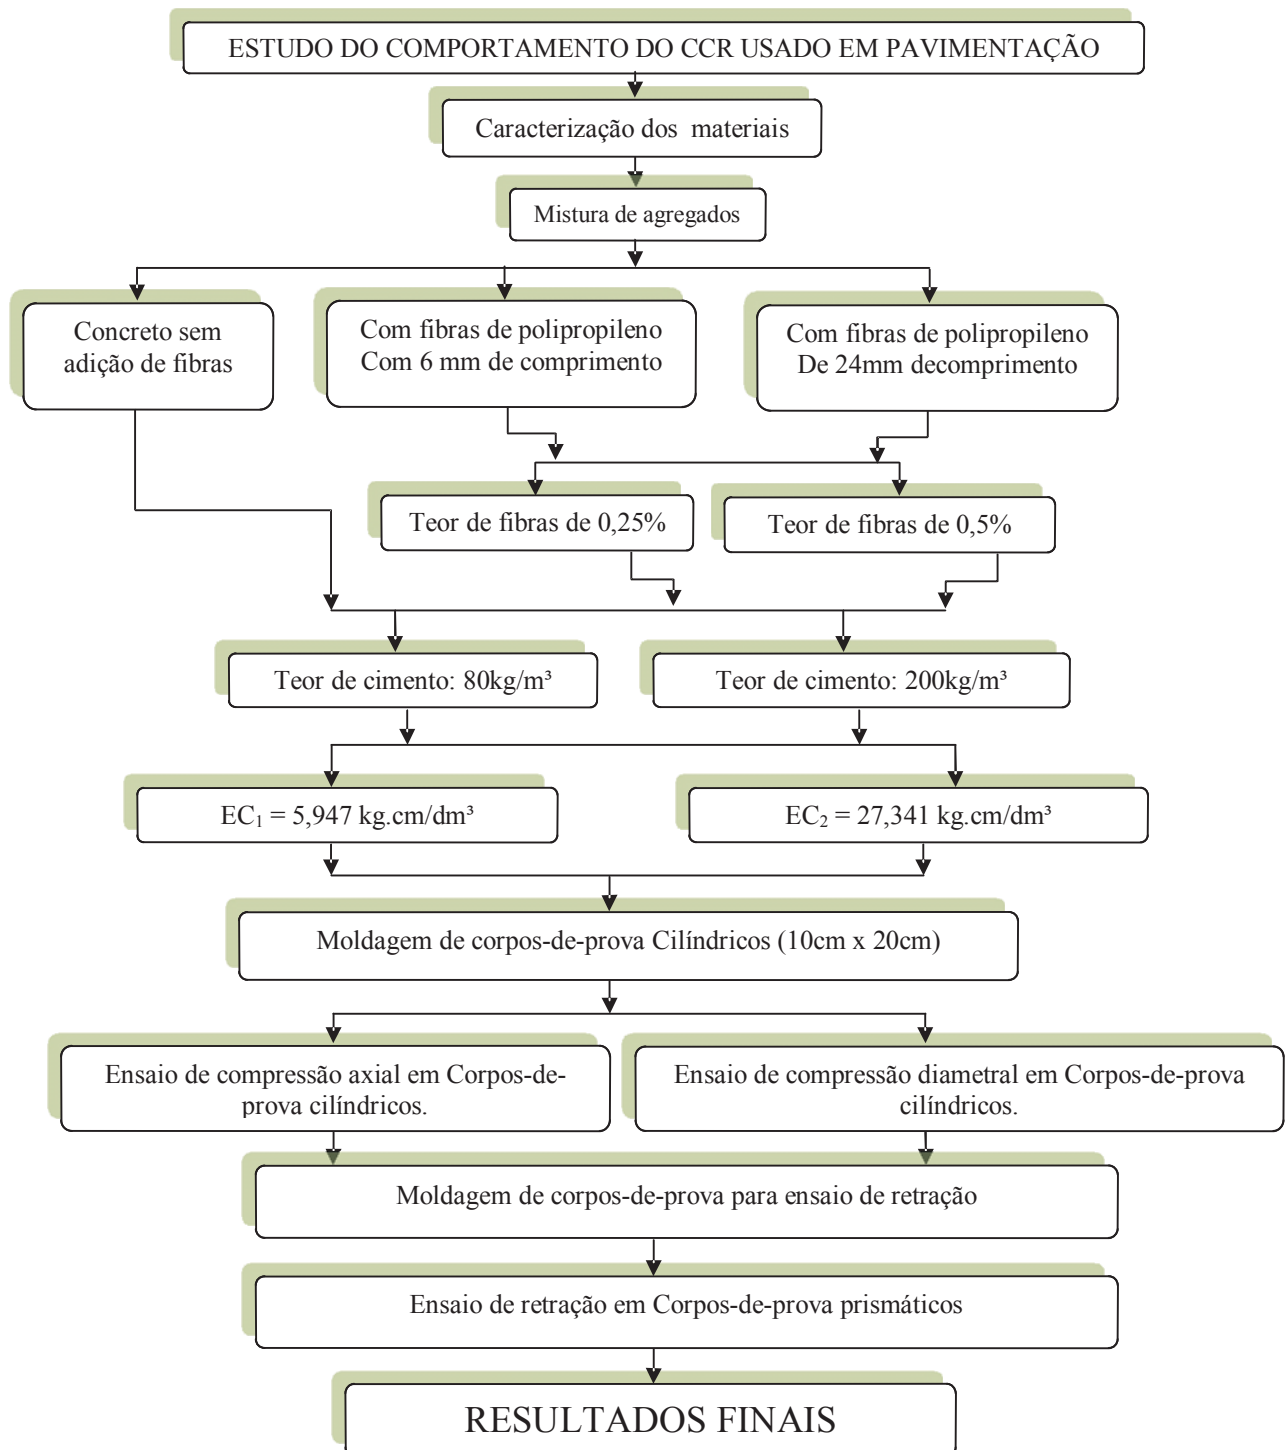 ESTUDO DO COMPORTAMENTO DO CCR USADO EM PAVIMENTAÇÃO
Caracterização dos materiais
Mistura de agregados
Concreto sem
adição de fibras
Com fibras de polipropileno
Com 6 mm de comprimento
Com fibras de polipropileno
De 24mm decomprimento
Teor de fibras de 0,25%
Teor de fibras de 0,5%
Teor de cimento: 80kg/m³
Teor de cimento: 200kg/m³
EC₁ = 5,947 kg.cm/dm³
EC₂ = 27,341 kg.cm/dm³
Moldagem de corpos-de-prova Cilíndricos (10cm x 20cm)
Ensaio de compressão axial em Corpos-de-
prova cilíndricos.
Ensaio de compressão diametral em Corpos-de-prova
cilíndricos.
Moldagem de corpos-de-prova para ensaio de retração
Ensaio de retração em Corpos-de-prova prismáticos
RESULTADOS FINAIS